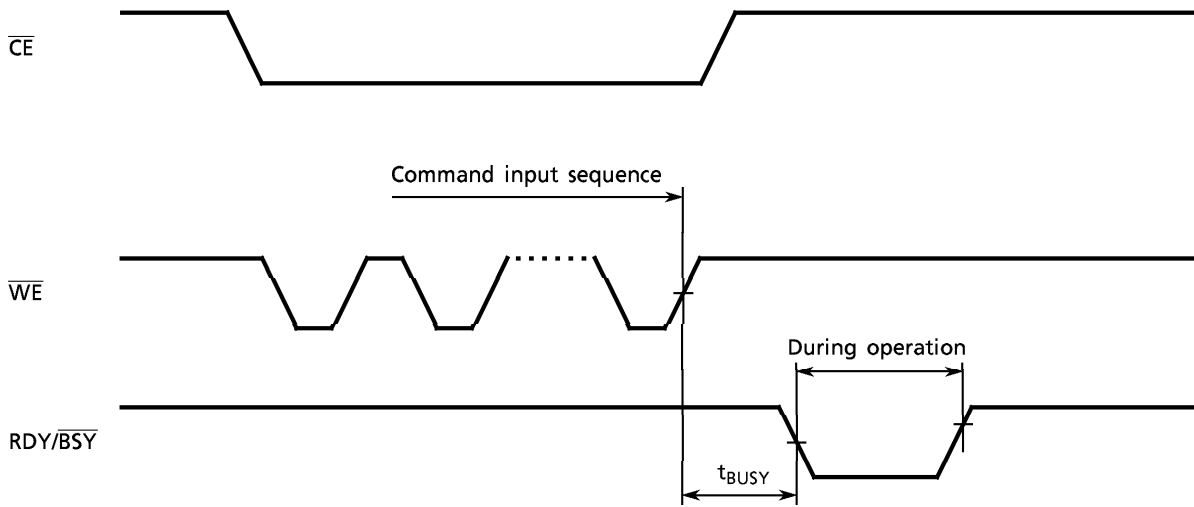 CE
Command input sequence
WE
During operation
RDY/BSY
tBUSY